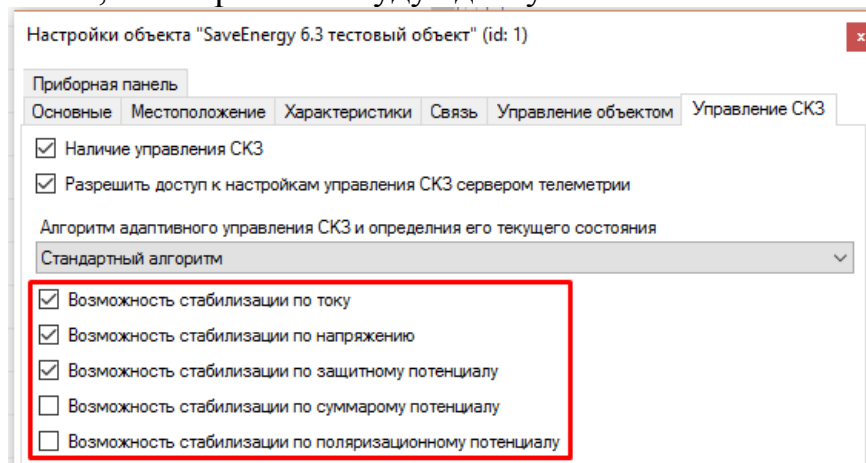 Настройки объекта "SaveEnergy 6.3 тестовый объект" (id: 1)
x
Приборная панель
Основные Местоположение Характеристики Связь Управление объектом Управление СКЗ
Наличие управления СКЗ
Разрешить доступ к настройкам управления СКЗ сервером телеметрии
Алгоритм адаптивного управления СКЗ и определния его текущего состояния
Стандартный алгоритм
Возможность стабилизации по току
Возможность стабилизации по напряжению
Возможность стабилизации по защитному потенциалу
Возможность стабилизации по суммарому потенциалу
Возможность стабилизации по поляризационному потенциалу